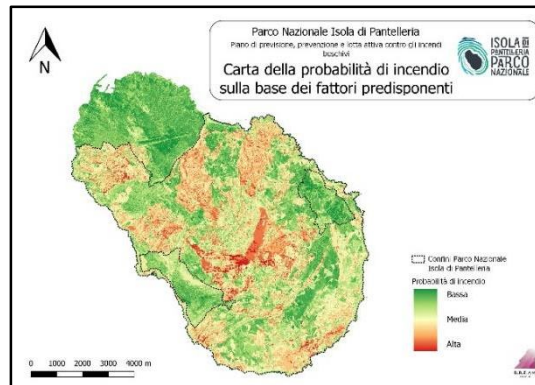 Parco Nazionale Isola di Pantelleria
Piano di previsione, prevenzione e lotta attiva contro gli incendi
boschivi
Carta della probabilità di incendio
sulla base dei fattori predisponenti
ISOLA DI
PANTELLERIA
PARCO
NAZIONALE
N
Confini Parco Nazionale
Isola di Pantelleria
Probabilità di incendio
Bassa
Media
Alta
0 1000 2000 3000 4000 m